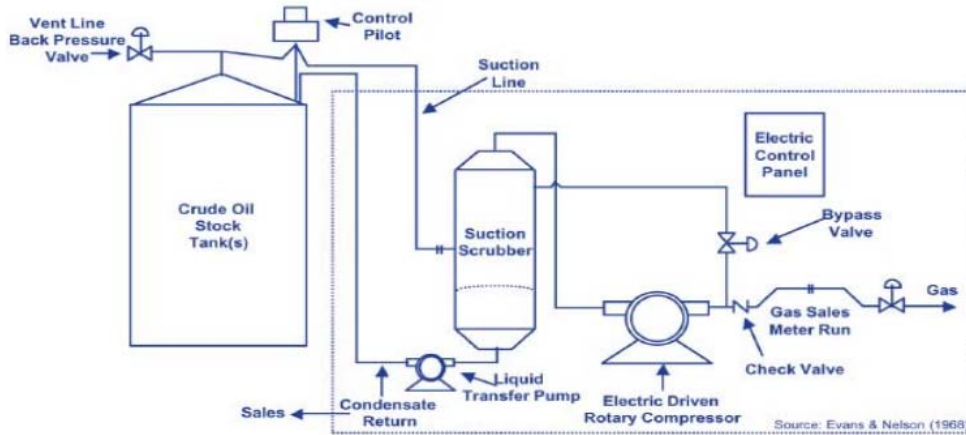 Vent Line
Back Pressure
Valve
Control
Pilot
Suction
Line
Electric
Control
Panel
Crude Oil
Stock
Tank(s)
Suction
Scrubber
Bypass
Valve
Gas
Gas Sales
Meter Run
Check Valve
Liquid
Transfer Pump
Electric Driven
Rotary Compressor
Condensate
Return
Sales
Source: Evans & Nelson (1968